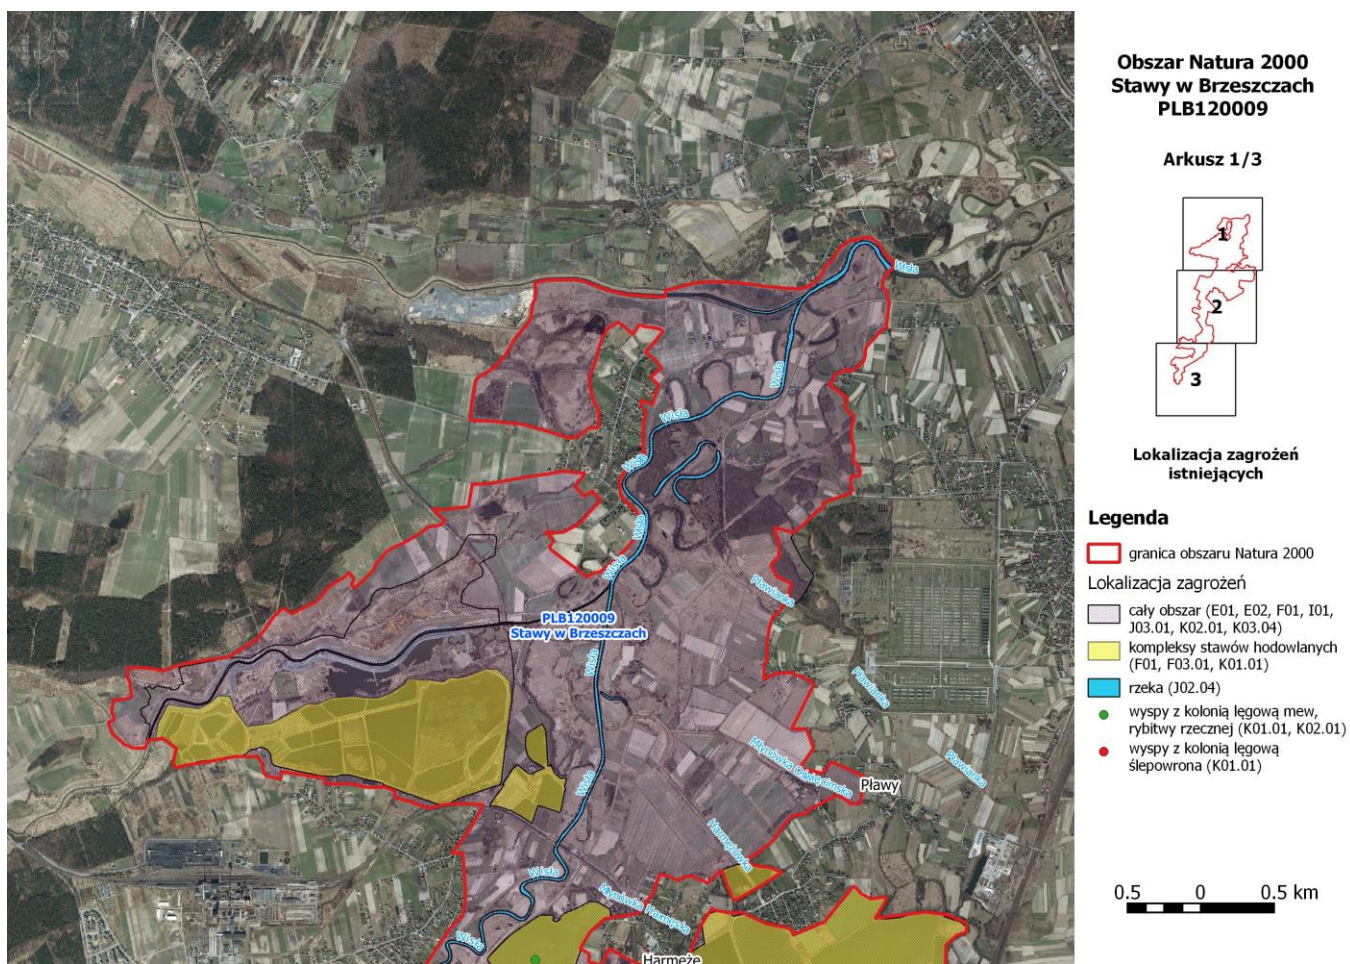 Obszar Natura 2000
Stawy w Brzeszczach
PLB120009
Arkusz 1/3
1
2
3
Lokalizacja zagrożeń
istniejących
Legenda
granica obszaru Natura 2000
Lokalizacja zagrożeń
cały obszar (E01, E02, F01, I01,
J03.01, K02.01, K03.04)
kompleksy stawów hodowlanych
(F01, F03.01, K01.01)
rzeka (J02.04)
wyspy z kolonią lęgową mew,
rybitwy rzecznej (K01.01, K02.01)
wyspy z kolonią lęgową
ślepowrona (K01.01)
0.5 0 0.5 km
Wisła
Wisła
Wisła
Wisła
Wisła
Wisła
Pławianka
PLB120009
Stawy w Brzeszczach
Wisła
Pławianka
Młynówka Oświęcimska
Pławianka
Pławy
Wisła
Harmężówka
Wisła
Młynówka Harmęska
Wisła
Harmęże